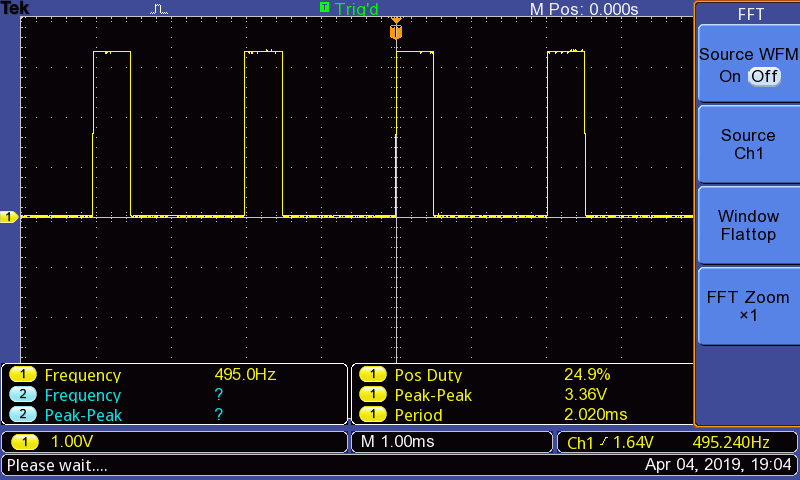 Tek T Trig'd M Pos: 0.000s
T
FFT
Source WFM
On Off
Source
Ch1
Window
Flattop
FFT Zoom
×1
1
1 Frequency 495.0Hz
2 Frequency ?
2 Peak-Peak ?
1 Pos Duty 24.9%
1 Peak-Peak 3.36V
1 Period 2.020ms
1 1.00V
M 1.00ms
Ch1 1.64V 495.240Hz
Please wait.... Apr 04, 2019, 19:04